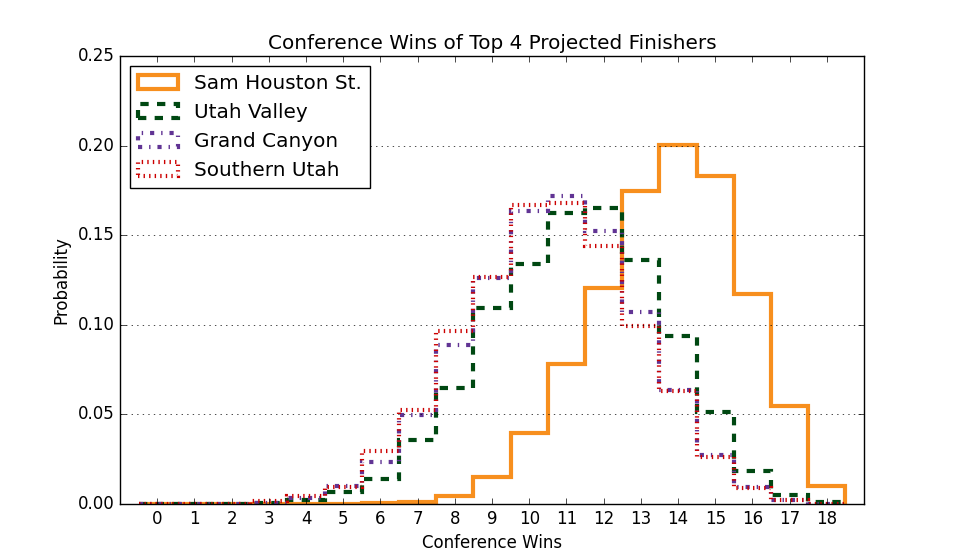 Conference Wins of Top 4 Projected Finishers
0.25
0.20
0.15
0.10
0.05
0.00
Probability
Sam Houston St.
Utah Valley
Grand Canyon
Southern Utah
0 1 2 3 4 5 6 7 8 9 10 11 12 13 14 15 16 17 18
Conference Wins